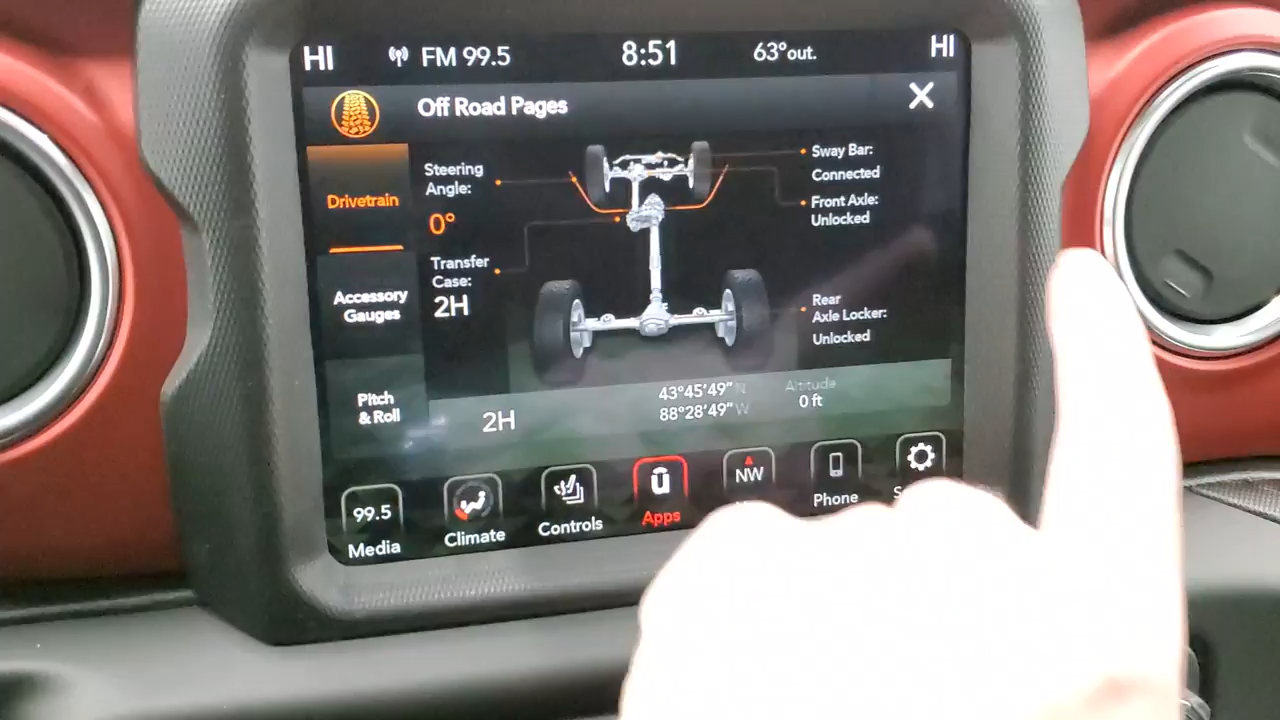 HI
FM 99.5
8:51
63°out.
HI
Off Road Pages
Drivetrain
Accessory
Gauges
Pitch
& Roll
Steering
Angle:
0°
Transfer
Case:
2H
Sway Bar:
Connected
Front Axle:
Unlocked
Rear
Axle Locker:
Unlocked
2H
43°45'49" N
88°28'49" W
Altitude
0 ft
99.5
Media
Climate
Controls
Apps
NW
Phone